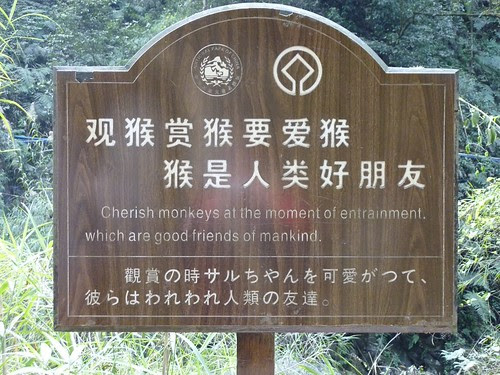 观猴赏猴要爱猴
猴是人类好朋友
Cherish monkeys at the moment of entrainment,
which are good friends of mankind.
觀賞の時サルちやんを可愛がつて、
彼らはわれわれ人類の友達。